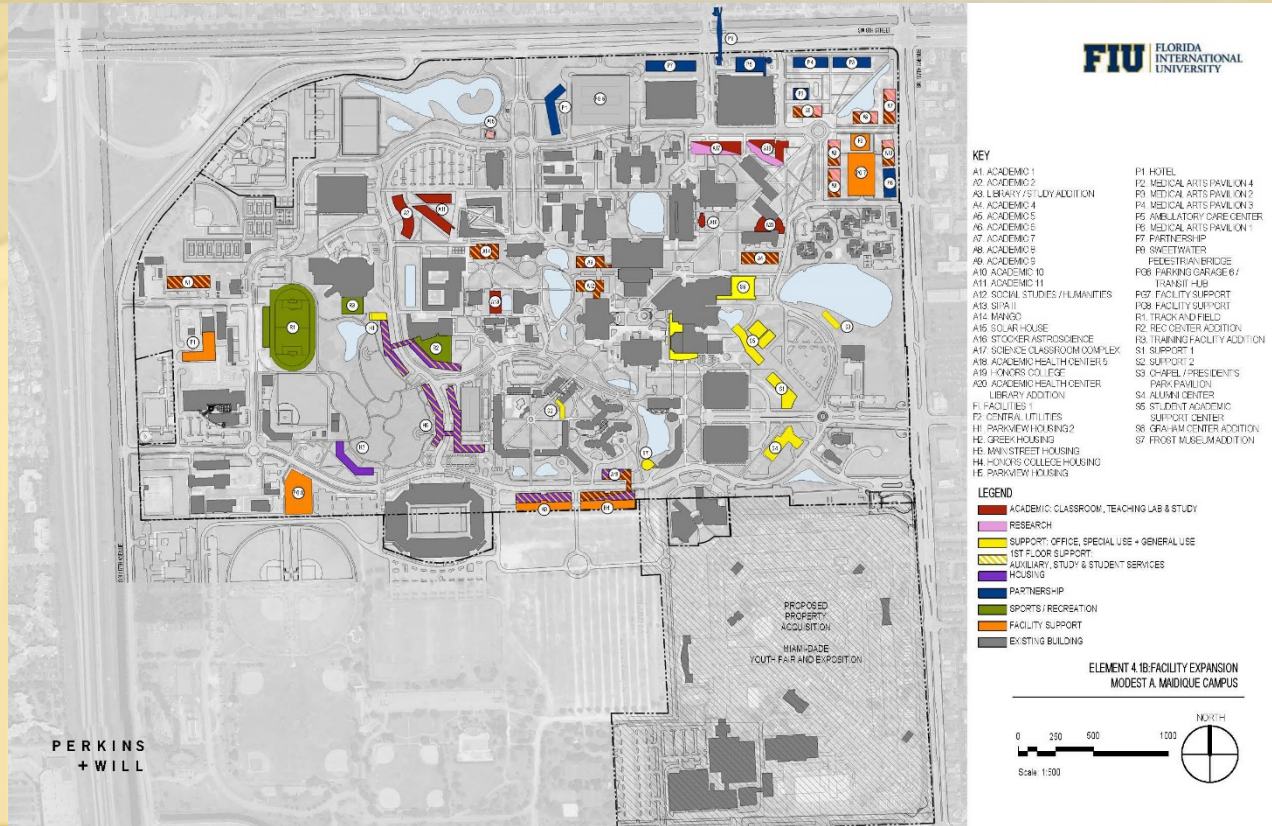 SW 8TH STREET
SW 107TH AVENUE
FIU
FLORIDA
INTERNATIONAL
UNIVERSITY
KEY
A1. ACADEMIC 1
A2. ACADEMIC 2
A3. LIBRARY / STUDY ADDITION
A4. ACADEMIC 4
A5. ACADEMIC 5
A6. ACADEMIC 6
A7. ACADEMIC 7
A8. ACADEMIC 8
A9. ACADEMIC 9
A10. ACADEMIC 10
A11. ACADEMIC 11
A12. SOCIAL STUDIES / HUMANITIES
A13. SIPA II
A14. MANGO
A15. SOLAR HOUSE
A16. STOCKER ASTROSCIENCE
A17. SCIENCE CLASSROOM COMPLEX
A18. ACADEMIC HEALTH CENTER 5
A19. HONORS COLLEGE
A20. ACADEMIC HEALTH CENTER
LIBRARY ADDITION
F1. FACILITIES 1
F2. CENTRAL UTILITIES
H1. PARKVIEW HOUSING 2
H2. GREEK HOUSING
H3. MAINSTREET HOUSING
H4. HONORS COLLEGE HOUSING
H5. PARKVIEW HOUSING
P1. HOTEL
P2. MEDICAL ARTS PAVILION 4
P3. MEDICAL ARTS PAVILION 2
P4. MEDICAL ARTS PAVILION 3
P5. AMBULATORY CARE CENTER
P6. MEDICAL ARTS PAVILION 1
P7. PARTNERSHIP
P8. SWEETWATER
PEDESTRIAN BRIDGE
PG6. PARKING GARAGE 6 /
TRANSIT HUB
PG7. FACILITY SUPPORT
PG8. FACILITY SUPPORT
R1. TRACK AND FIELD
R2. REC CENTER ADDITION
R3. TRAINING FACILITY ADDITION
S1. SUPPORT 1
S2. SUPPORT 2
S3. CHAPEL / PRESIDENT'S
PARK PAVILION
S4. ALUMNI CENTER
S5. STUDENT ACADEMIC
SUPPORT CENTER
S6. GRAHAM CENTER ADDITION
S7. FROST MUSEUM ADDITION
LEGEND
ACADEMIC: CLASSROOM, TEACHING LAB & STUDY
RESEARCH
SUPPORT: OFFICE, SPECIAL USE + GENERAL USE
1ST FLOOR SUPPORT:
AUXILIARY, STUDY & STUDENT SERVICES
HOUSING
PARTNERSHIP
SPORTS / RECREATION
FACILITY SUPPORT
EXISTING BUILDING
PROPOSED
PROPERTY
ACQUISITION
MIAMI-DADE
YOUTH FAIR AND EXPOSITION
ELEMENT 4.1B:FACILITY EXPANSION
MODEST A. MAIDIQUE CAMPUS
NORTH
0 250 500 1000
Scale: 1:500
PERKINS
+ WILL